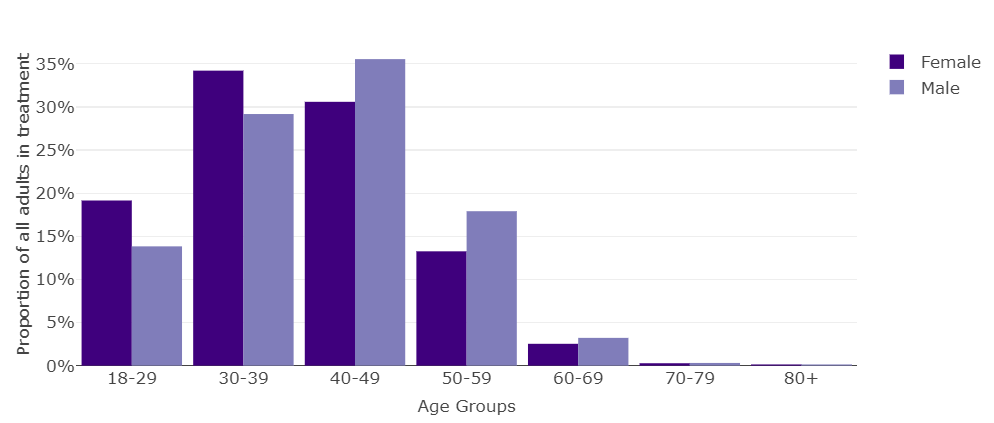 Proportion of all adults in treatment
35%
30%
25%
20%
15%
10%
5%
0%
18-29 30-39 40-49 50-59 60-69 70-79 80+
Age Groups
Female
Male